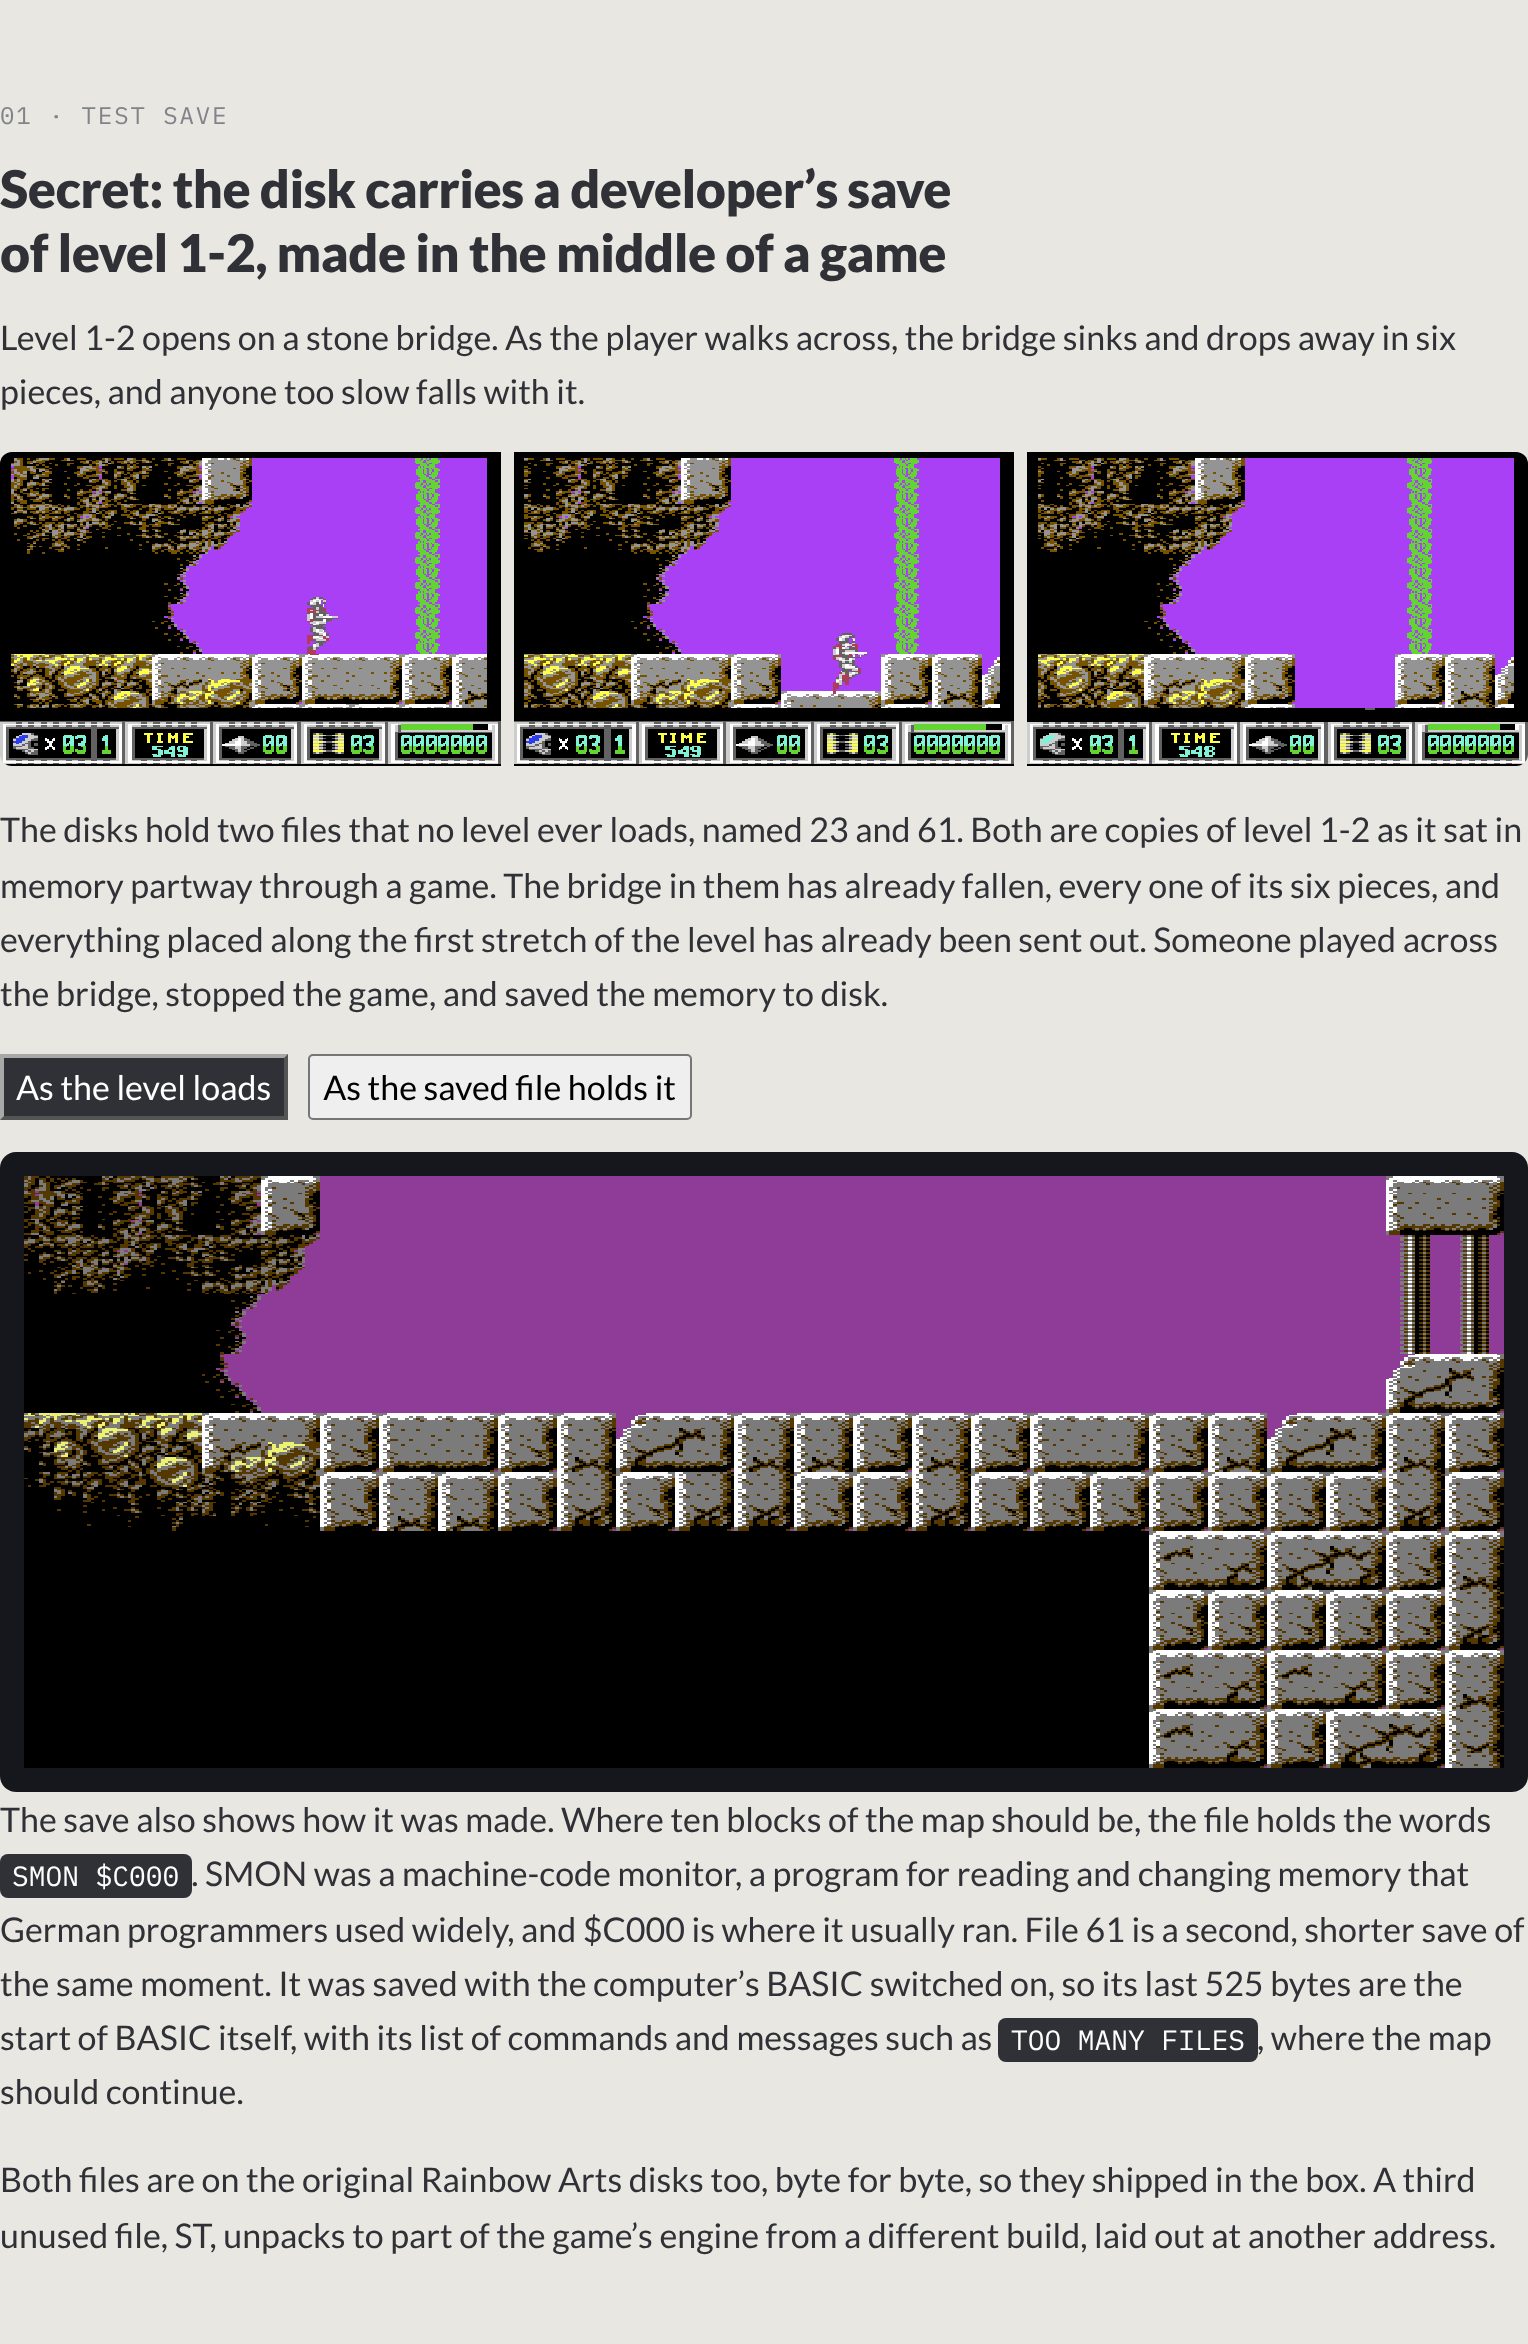 01 · TEST SAVE
Secret: the disk carries a developer’s save
of level 1-2, made in the middle of a game
Level 1-2 opens on a stone bridge. As the player walks across, the bridge sinks and drops away in six
pieces, and anyone too slow falls with it.
x 03 1 TIME 549 00 03 0000000
x 03 1 TIME 549 00 03 0000000
x 03 1 TIME 548 00 03 0000000
The disks hold two files that no level ever loads, named 23 and 61. Both are copies of level 1-2 as it sat in
memory partway through a game. The bridge in them has already fallen, every one of its six pieces, and
everything placed along the first stretch of the level has already been sent out. Someone played across
the bridge, stopped the game, and saved the memory to disk.
As the level loads As the saved file holds it
The save also shows how it was made. Where ten blocks of the map should be, the file holds the words
SMON $C000. SMON was a machine-code monitor, a program for reading and changing memory that
German programmers used widely, and $C000 is where it usually ran. File 61 is a second, shorter save of
the same moment. It was saved with the computer’s BASIC switched on, so its last 525 bytes are the
start of BASIC itself, with its list of commands and messages such as TOO MANY FILES, where the map
should continue.
Both files are on the original Rainbow Arts disks too, byte for byte, so they shipped in the box. A third
unused file, ST, unpacks to part of the game’s engine from a different build, laid out at another address.